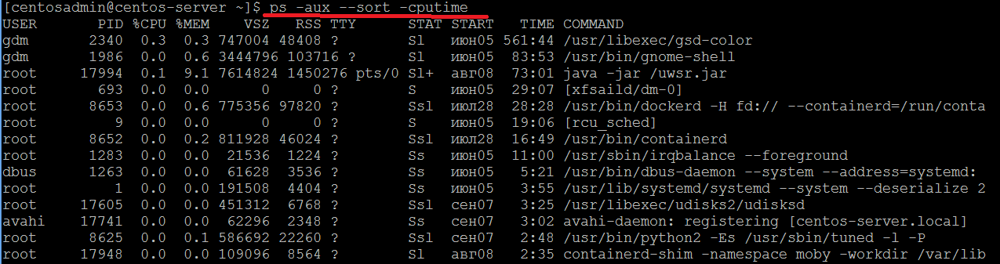 [centosadmin@centos-server ~]$ ps -aux --sort -cputime
USER       PID %CPU %MEM    VSZ   RSS TTY      STAT START   TIME COMMAND
gdm       2340  0.3  0.3 747004 48408 ?        Sl   июн05 561:44 /usr/libexec/gsd-color
gdm       1986  0.0  0.6 3444796 103716 ?      Sl   июн05  83:53 /usr/bin/gnome-shell
root     17994  0.1  9.1 7614824 1450276 pts/0 Sl+  авг08  73:01 java -jar /uwsr.jar
root       693  0.0  0.0      0     0 ?        S    июн05  29:07 [xfsaild/dm-0]
root      8653  0.0  0.6 775356 97820 ?        Ssl  июл28  28:28 /usr/bin/dockerd -H fd:// --containerd=/run/conta
root         9  0.0  0.0      0     0 ?        S    июн05  19:06 [rcu_sched]
root      8652  0.0  0.2 811928 46024 ?        Ssl  июл28  16:49 /usr/bin/containerd
root      1283  0.0  0.0  21536  1224 ?        Ss   июн05  11:00 /usr/sbin/irqbalance --foreground
dbus      1263  0.0  0.0  61628  3536 ?        Ss   июн05   5:21 /usr/bin/dbus-daemon --system --address=systemd:
root         1  0.0  0.0 191508  4404 ?        Ss   июн05   3:55 /usr/lib/systemd/systemd --system --deserialize 2
root     17605  0.0  0.0 451312  6768 ?        Ssl  сен07   3:25 /usr/libexec/udisks2/udisksd
avahi    17741  0.0  0.0  62296  2348 ?        Ss   сен07   3:02 avahi-daemon: registering [centos-server.local]
root      8625  0.0  0.1 586692 22260 ?        Ssl  сен07   2:48 /usr/bin/python2 -Es /usr/sbin/tuned -l -P
root     17948  0.0  0.0 109096  8564 ?        Sl   авг08   2:35 containerd-shim -namespace moby -workdir /var/lib